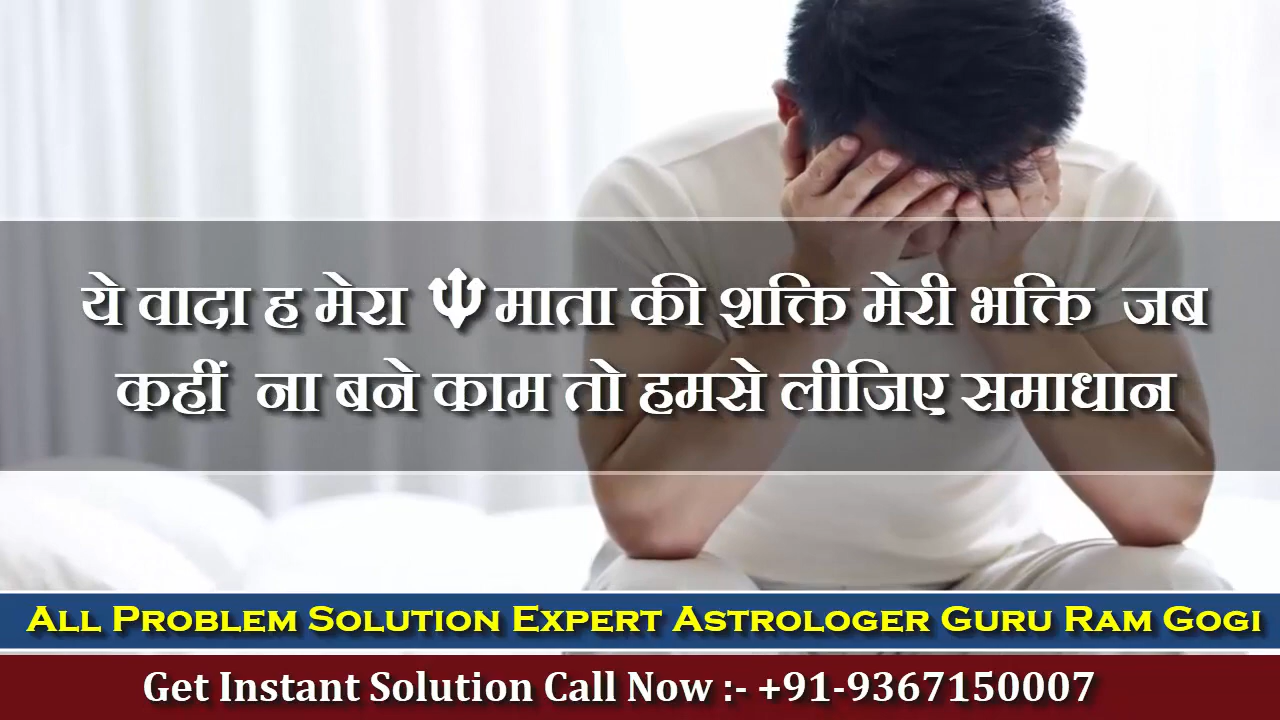 ये वादा ह मेरा 🔱 माता की शक्ति मेरी भक्ति जब
कहीं ना बने काम तो हमसे लीजिए समाधान
All Problem Solution Expert Astrologer Guru Ram Gogi
Get Instant Solution Call Now :- +91-9367150007